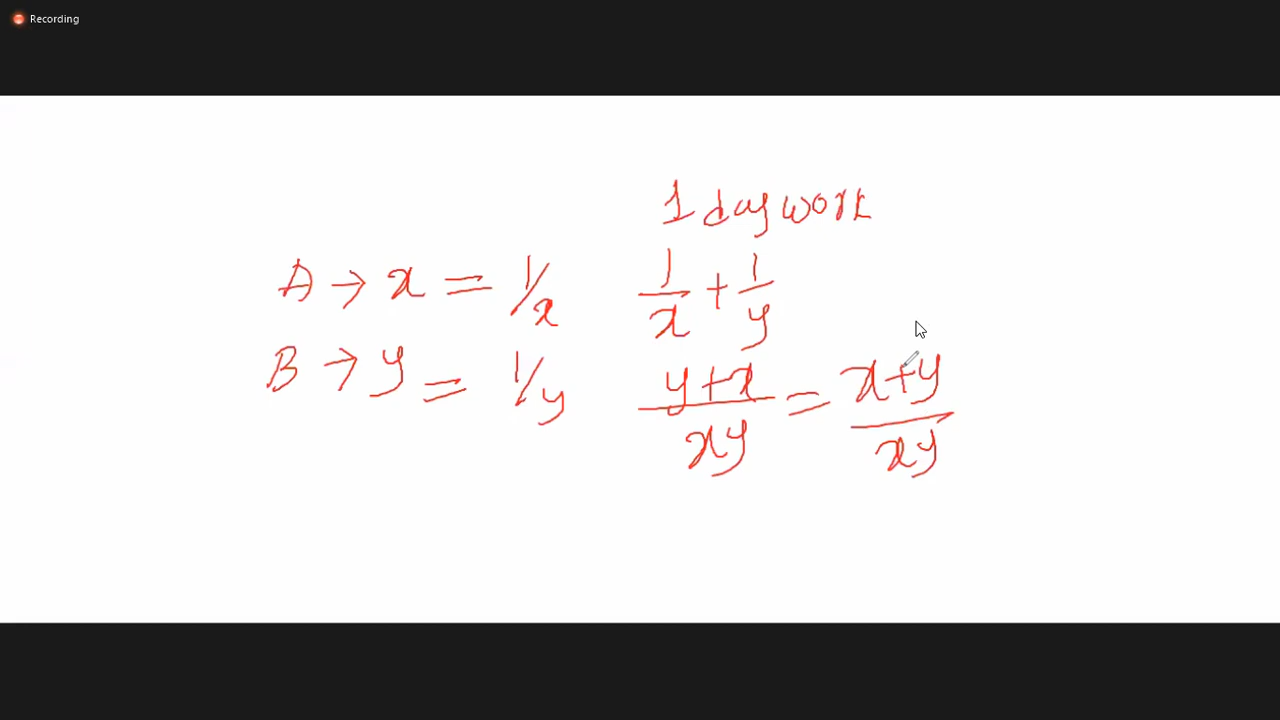 Recording
1 day work
A → x = 1/x
1/x + 1/y
B → y = 1/y
y+x/xy = x+y/xy